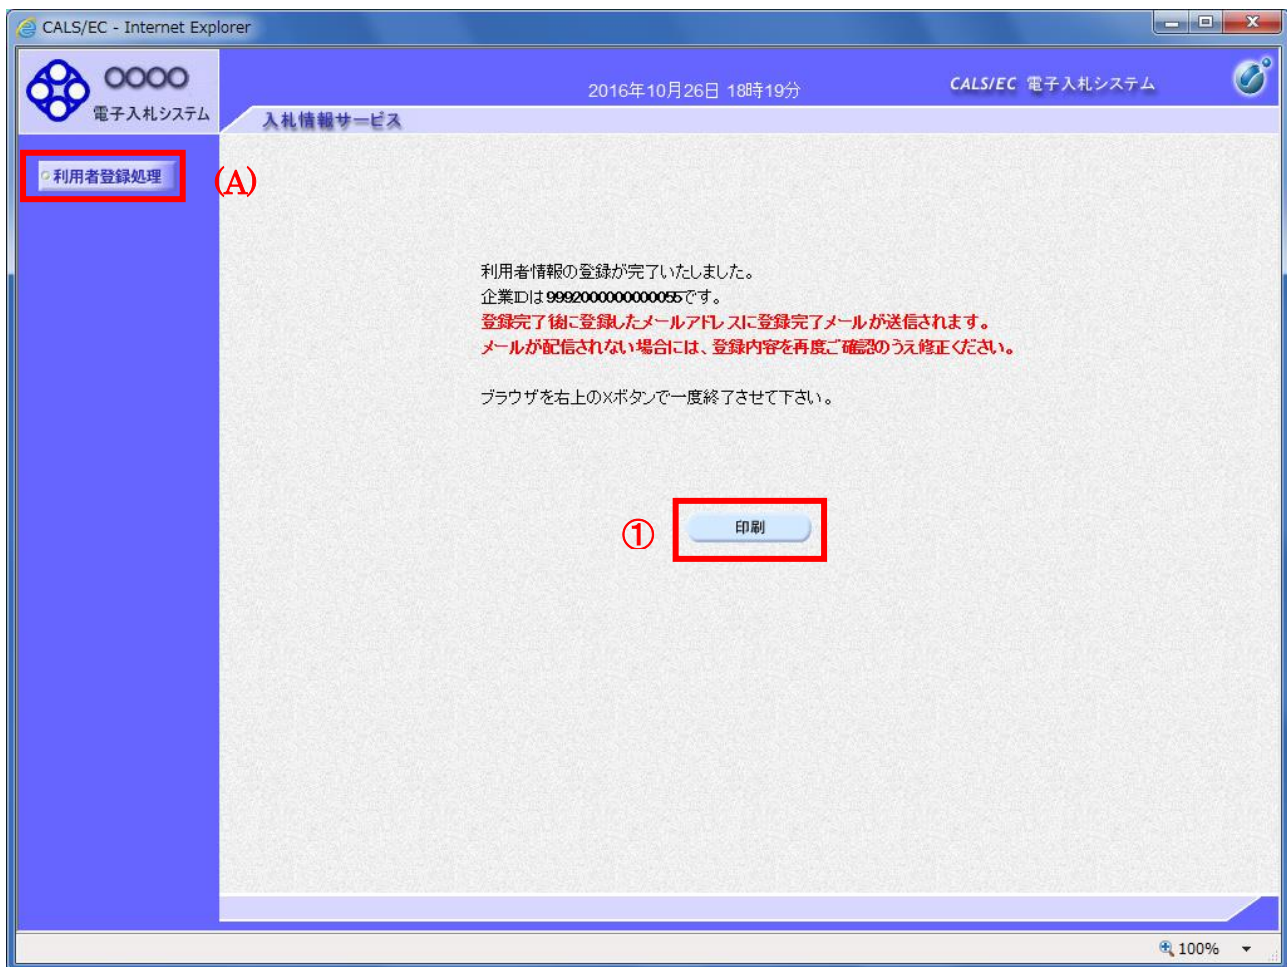 CALS/EC - Internet Explorer
○○○○
電子入札システム
2016年10月26日 18時19分
CALS/EC 電子入札システム
入札情報サービス
利用者登録処理
(A)
利用者情報の登録が完了いたしました。
企業IDは9992000000000055です。
登録完了後に登録したメールアドレスに登録完了メールが送信されます。
メールが配信されない場合には、登録内容を再度ご確認のうえ修正ください。
ブラウザを右上の×ボタンで一度終了させて下さい。
①
印刷
100%